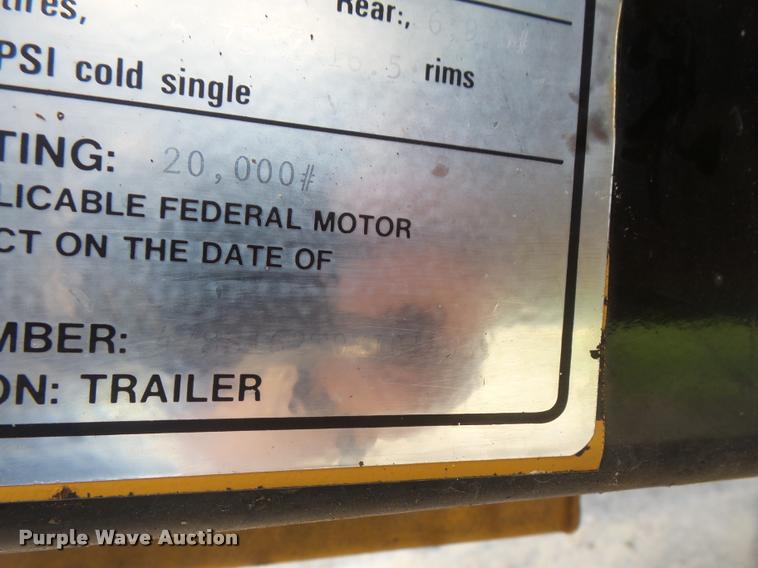 Rear:,
PSI cold single rims
TING: 20,000#
LICABLE FEDERAL MOTOR
CT ON THE DATE OF
MBER:
ON: TRAILER
Purple Wave Auction